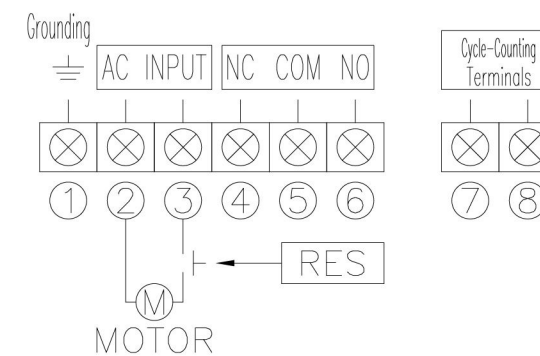 Grounding
AC INPUT NC COM NO
Cycle-Counting
Terminals
1 2 3 4 5 6 7 8
RES
M
MOTOR